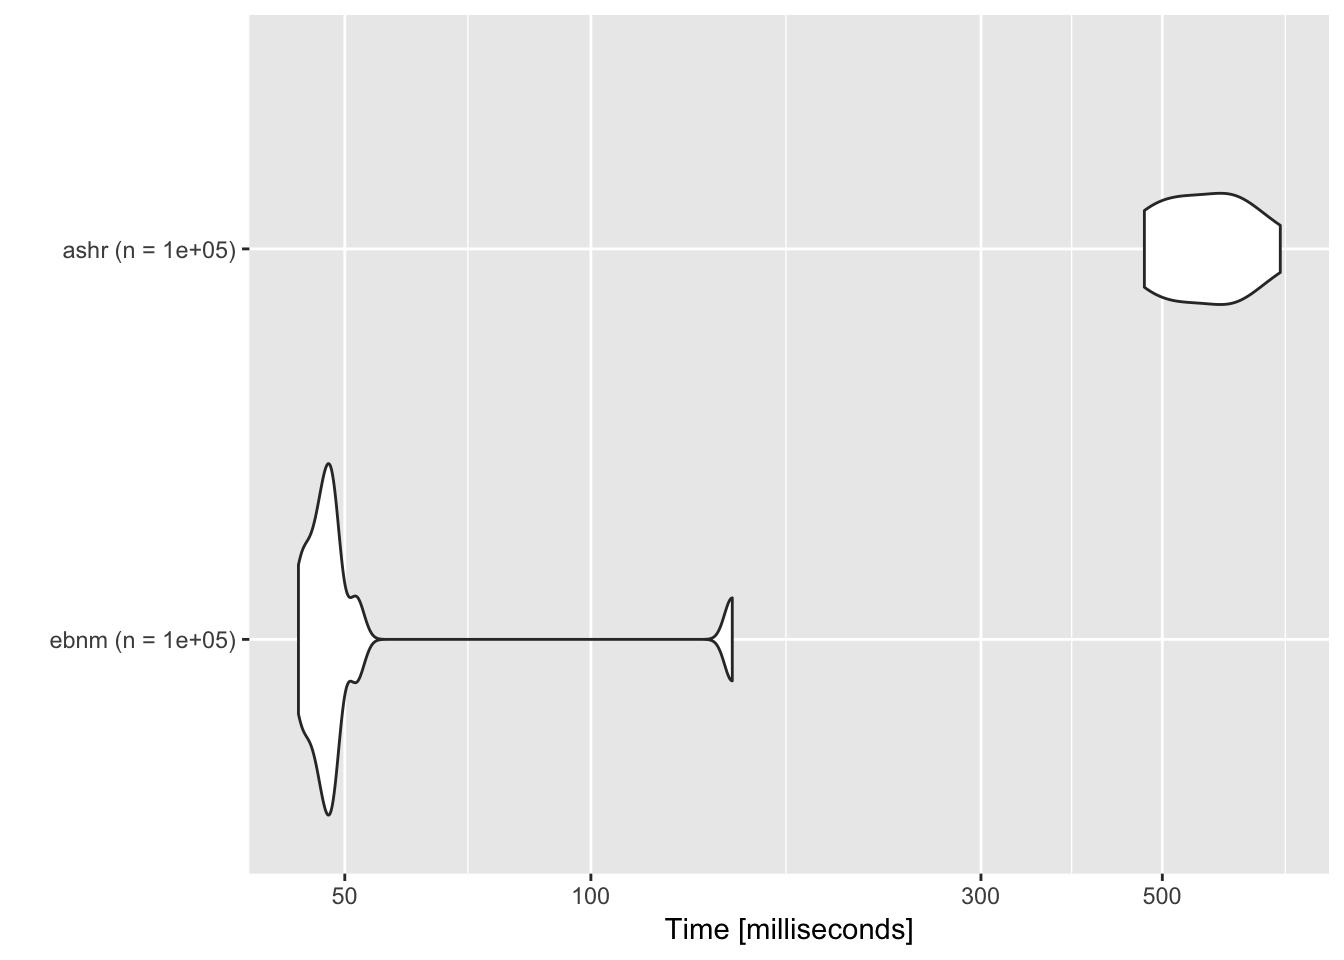 ashr (n = 1e+05)
ebnm (n = 1e+05)
50 100 300 500
Time [milliseconds]